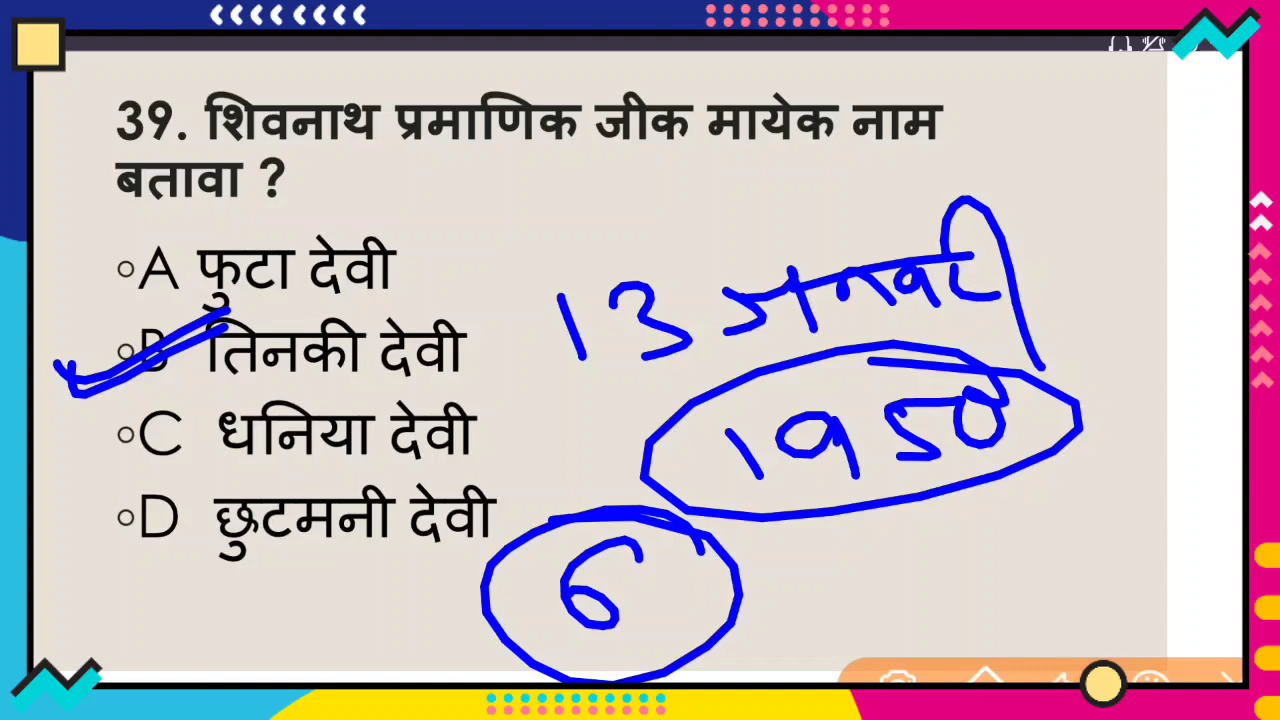 39. शिवनाथ प्रमाणिक जीक मायेक नाम
बतावा ?
A फुटा देवी
B तिनकी देवी
C धनिया देवी
D छुटमनी देवी
13 जनवरी
1950
6